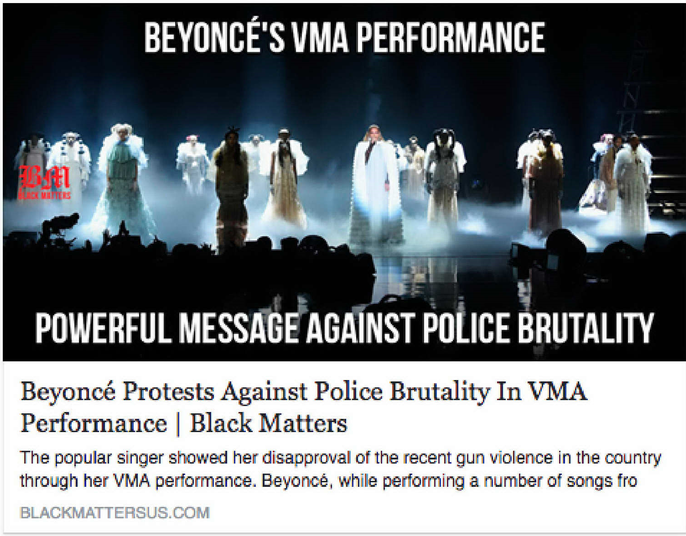 BEYONCÉ'S VMA PERFORMANCE
BM
BLACK MATTERS
POWERFUL MESSAGE AGAINST POLICE BRUTALITY
Beyoncé Protests Against Police Brutality In VMA
Performance | Black Matters
The popular singer showed her disapproval of the recent gun violence in the country
through her VMA performance. Beyoncé, while performing a number of songs fro
BLACKMATTERSUS.COM